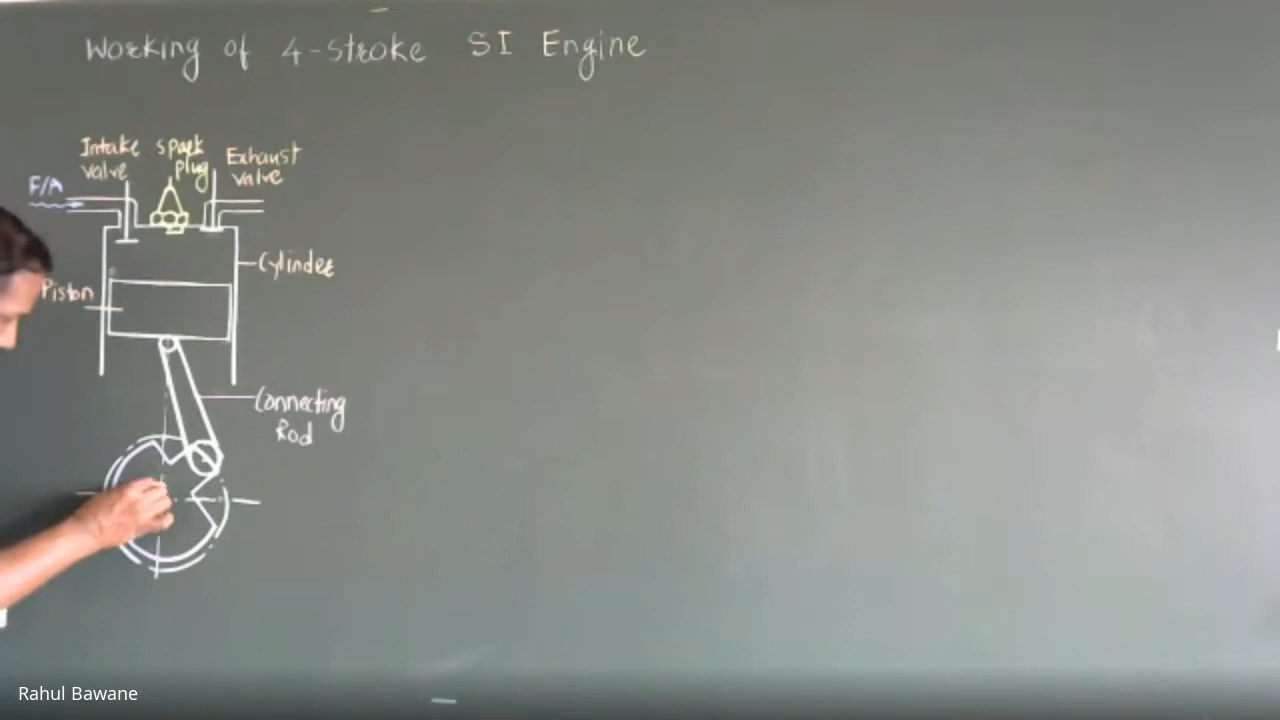 Working of 4-Stroke SI Engine
Intake
valve
Spark
plug
Exhaust
valve
F/A
Cylinder
Piston
Connecting
Rod
Rahul Bawane